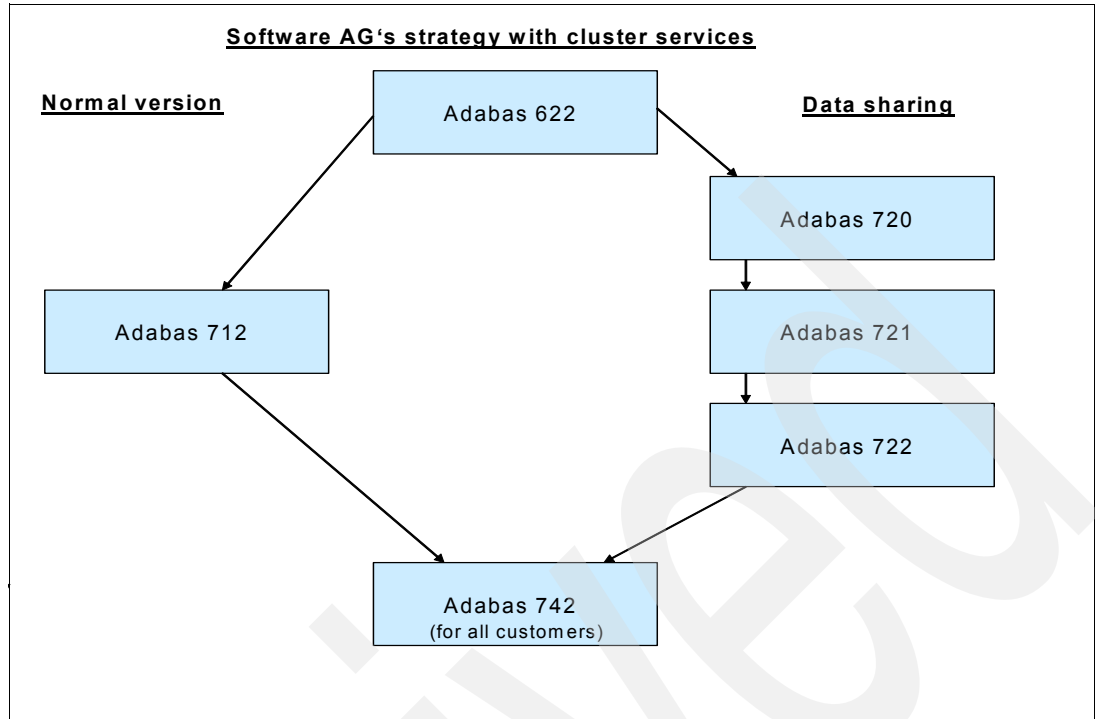 Software AG‘s strategy with cluster services
Normal version
Data sharing
Adabas 622
Adabas 720
Adabas 712
Adabas 721
Adabas 722
Adabas 742
(for all customers)